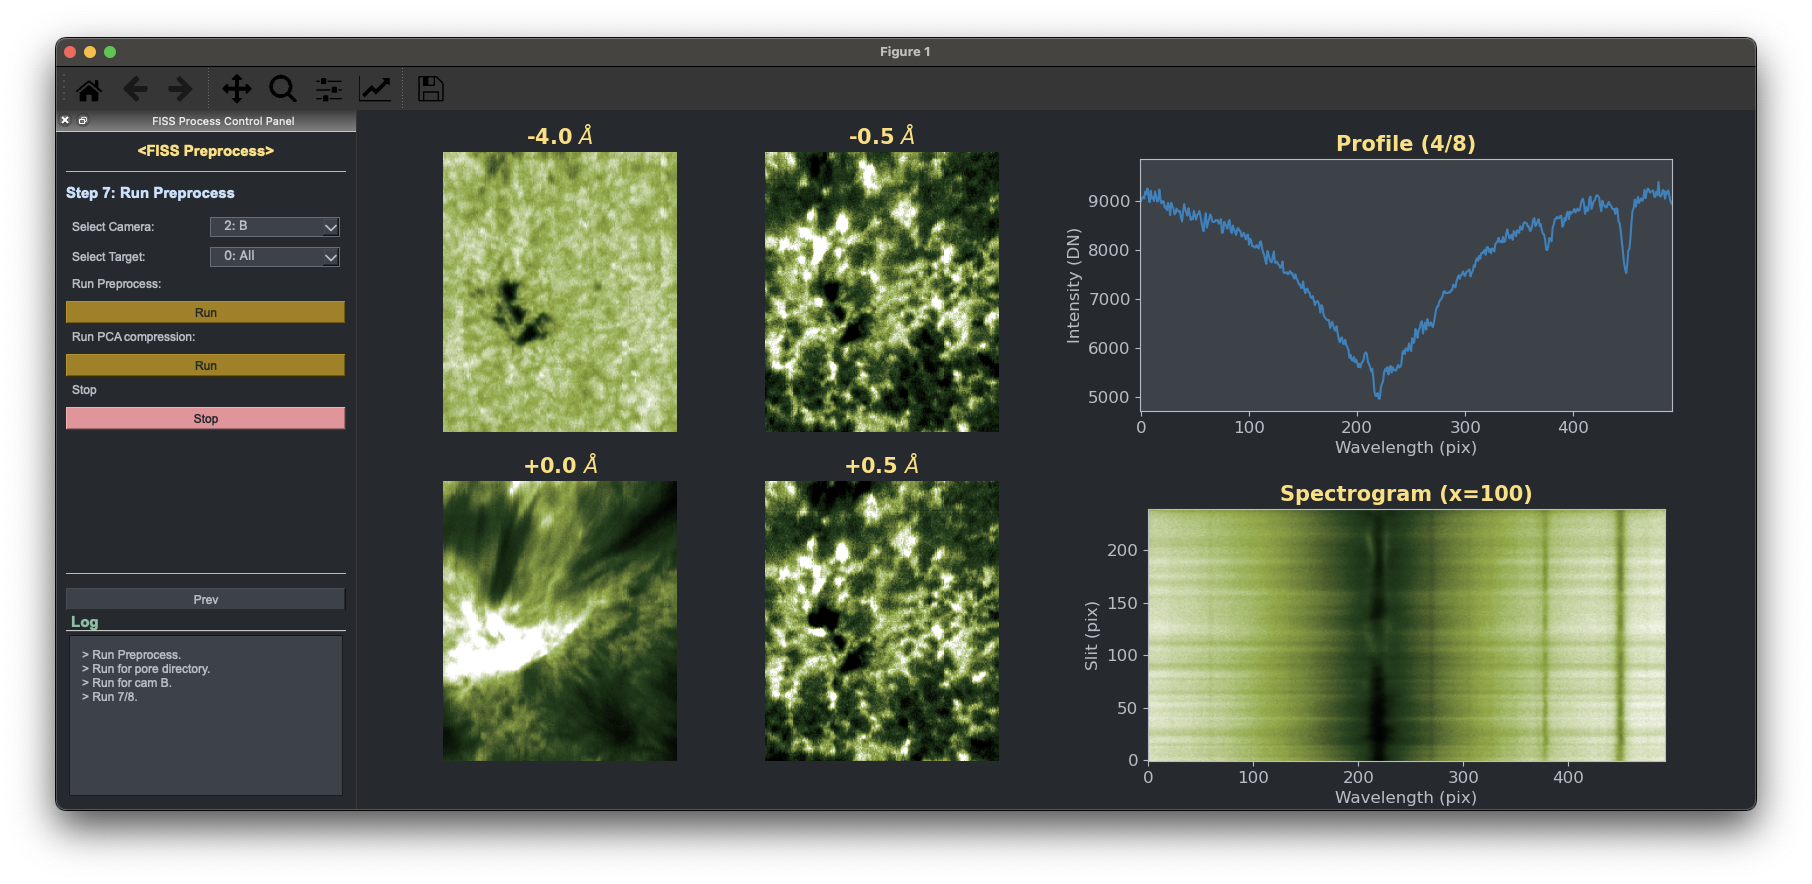 Figure 1
FISS Process Control Panel
<FISS Preprocess>
Step 7: Run Preprocess
Select Camera: 2: B
Select Target: 0: All
Run Preprocess:
Run
Run PCA compression:
Run
Stop
Stop
Prev
Log
> Run Preprocess.
> Run for pore directory.
> Run for cam B.
> Run 7/8.
-4.0 Å
-0.5 Å
+0.0 Å
+0.5 Å
Profile (4/8)
Intensity (DN)
9000
8000
7000
6000
5000
0 100 200 300 400
Wavelength (pix)
Spectrogram (x=100)
Slit (pix)
200
150
100
50
0
0 100 200 300 400
Wavelength (pix)